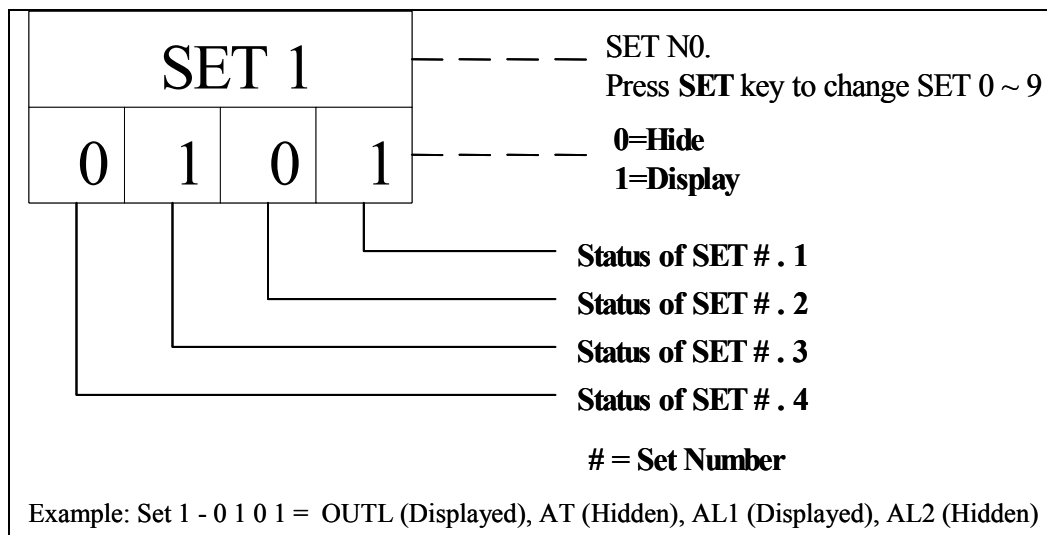 SET 1
SET N0.
Press SET key to change SET 0 ~ 9
0 1 0 1
0=Hide
1=Display
Status of SET # . 1
Status of SET # . 2
Status of SET # . 3
Status of SET # . 4
# = Set Number
Example: Set 1 - 0 1 0 1 = OUTL (Displayed), AT (Hidden), AL1 (Displayed), AL2 (Hidden)